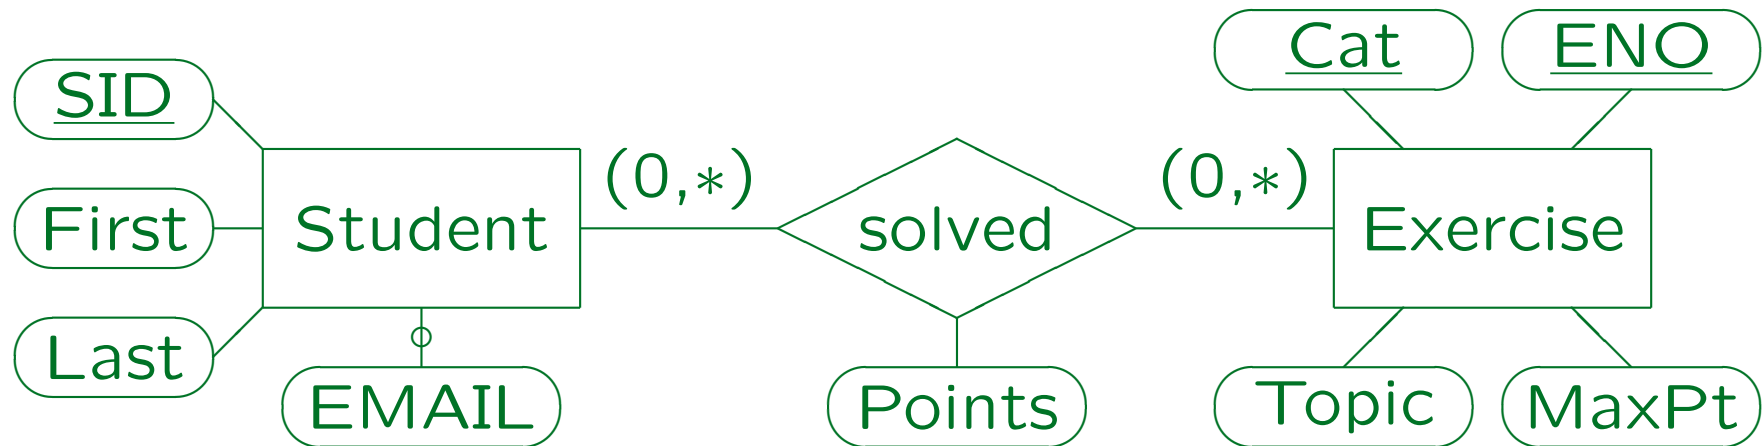 Cat ENO
SID
(0,*) (0,*)
First Student solved Exercise
Last
EMAIL Points Topic MaxPt